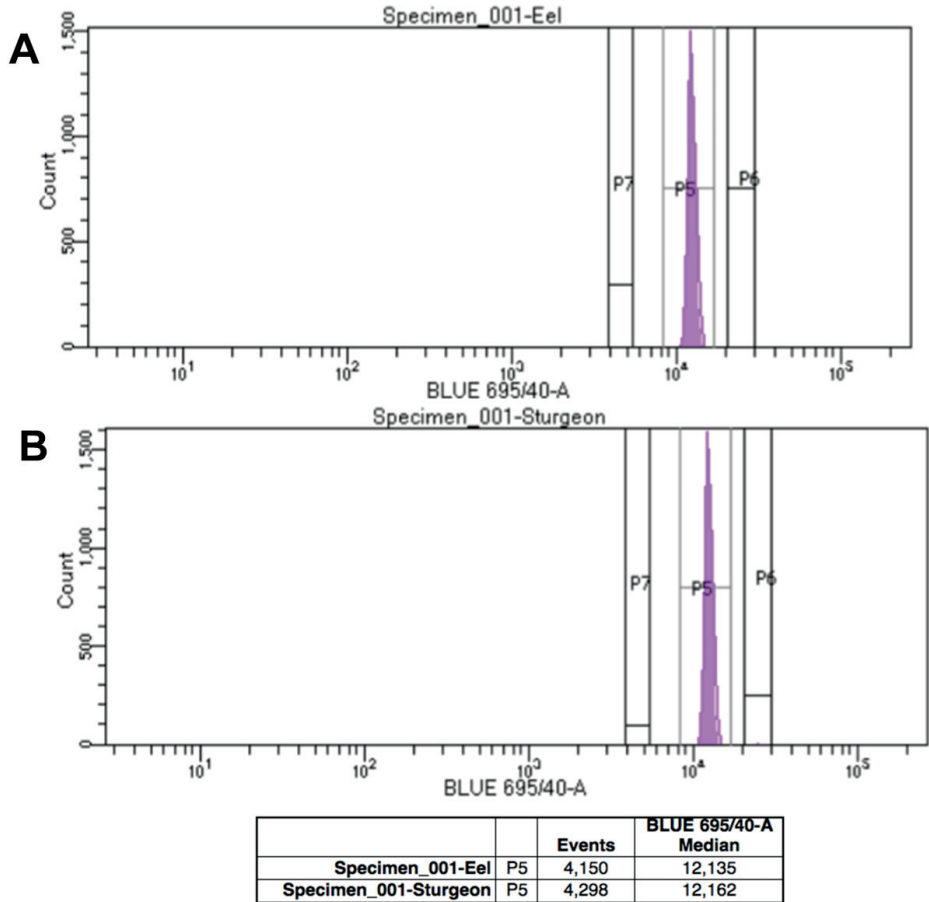 Specimen_001-Eel
A
1,500
1,000
500
0
Count
P7
P5
P6
10¹ 10² 10³ 10⁴ 10⁵
BLUE 695/40-A
Specimen_001-Sturgeon
B
1,500
1,000
500
0
Count
P7
P5
P6
10¹ 10² 10³ 10⁴ 10⁵
BLUE 695/40-A
Events BLUE 695/40-A Median
Specimen_001-Eel P5 4,150 12,135
Specimen_001-Sturgeon P5 4,298 12,162